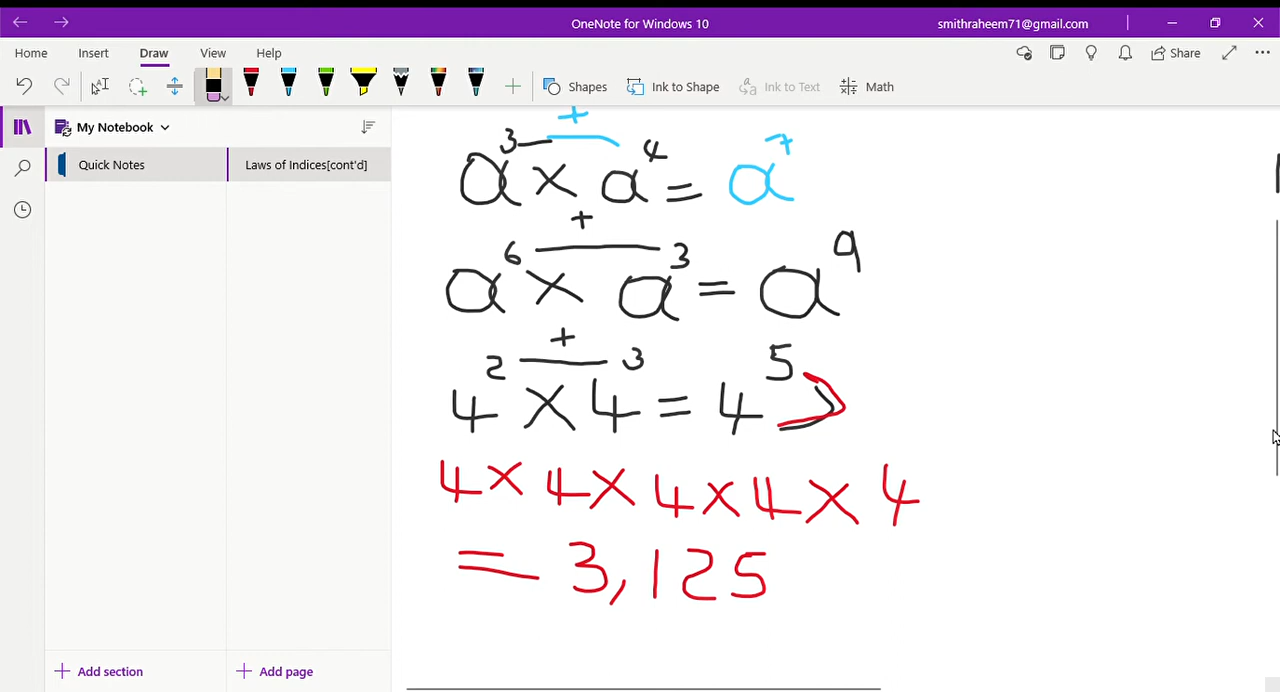 OneNote for Windows 10
smithraheem71@gmail.com
Home Insert Draw View Help
Share
Shapes Ink to Shape Ink to Text Math
My Notebook
Quick Notes
Laws of Indices[cont'd]
+
a³ × a⁴ = a⁷
+
a⁶ × a³ = a⁹
+
4² × 4³ = 4⁵
4 × 4 × 4 × 4 × 4
= 3,125
+ Add section
+ Add page